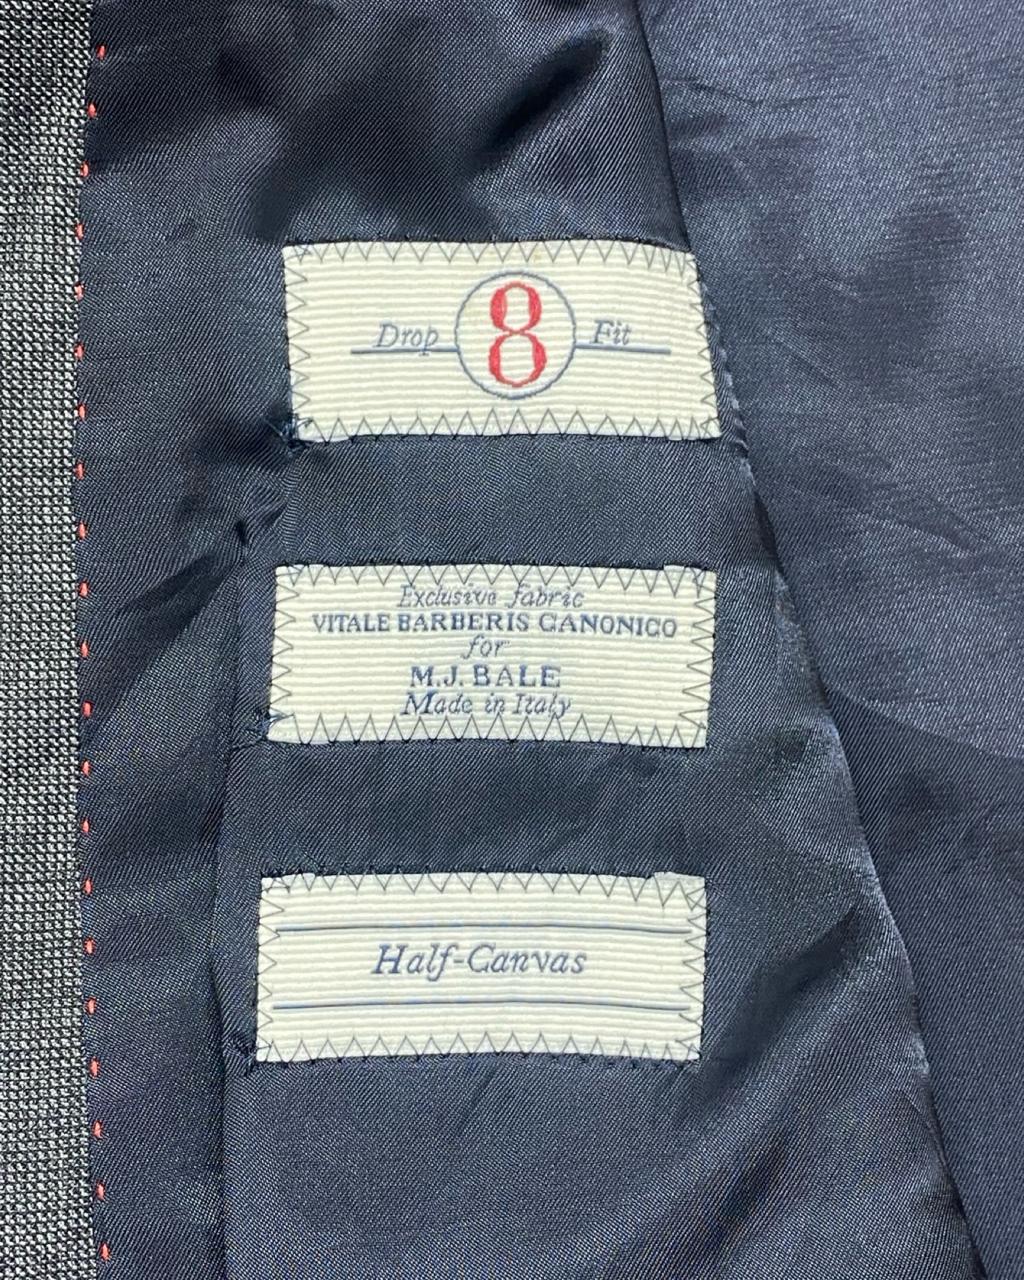 Drop 8 Fit
Exclusive fabric
VITALE BARBERIS CANONICO
for
M.J. BALE
Made in Italy
Half-Canvas